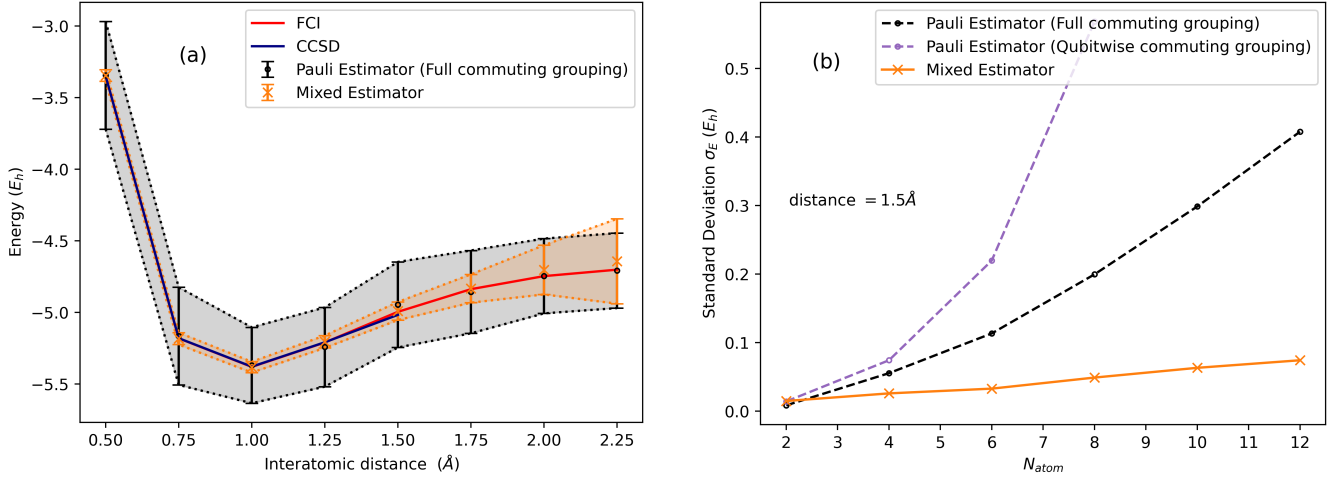 (a)
FCI
CCSD
Pauli Estimator (Full commuting grouping)
Mixed Estimator
−3.0
−3.5
−4.0
−4.5
−5.0
−5.5
Energy (E_h)
0.50 0.75 1.00 1.25 1.50 1.75 2.00 2.25
Interatomic distance (Å)
(b)
Pauli Estimator (Full commuting grouping)
Pauli Estimator (Qubitwise commuting grouping)
Mixed Estimator
distance = 1.5Å
0.5
0.4
0.3
0.2
0.1
0.0
Standard Deviation σ_E (E_h)
2 3 4 5 6 7 8 9 10 11 12
N_atom